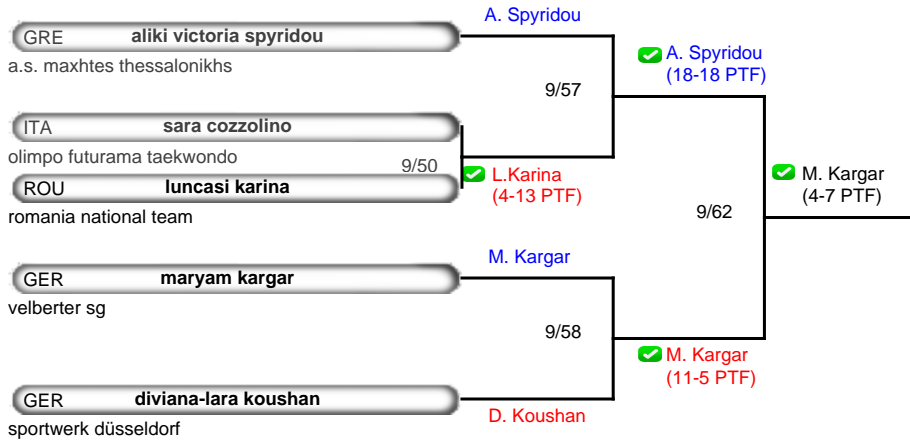 A. Spyridou
GRE aliki victoria spyridou
a.s. maxhtes thessalonikhs
A. Spyridou
(18-18 PTF)
9/57
ITA sara cozzolino
olimpo futurama taekwondo
9/50
L.Karina
(4-13 PTF)
ROU luncasi karina
romania national team
M. Kargar
(4-7 PTF)
9/62
M. Kargar
GER maryam kargar
velberter sg
9/58
M. Kargar
(11-5 PTF)
GER diviana-lara koushan
D. Koushan
sportwerk düsseldorf